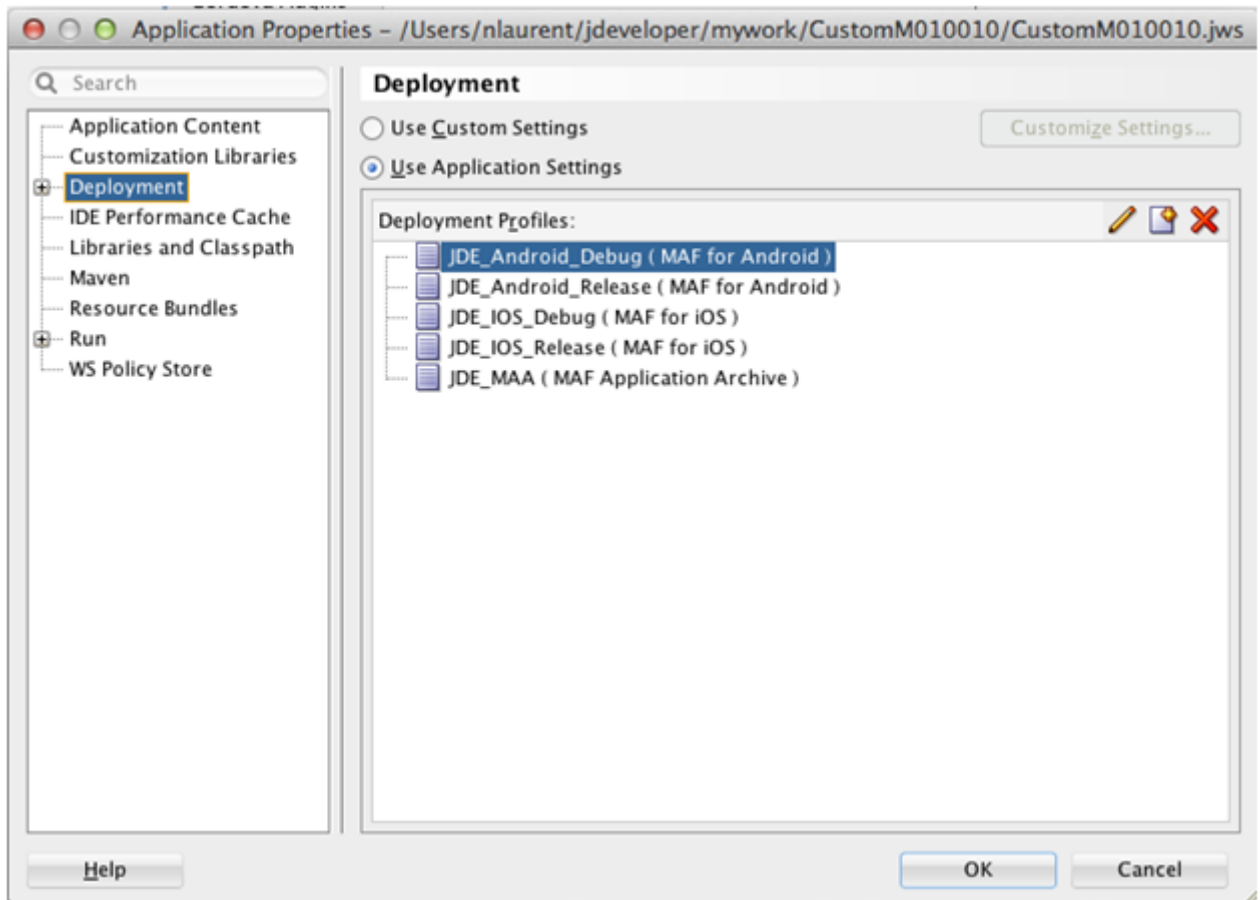 Application Properties – /Users/nlaurent/jdeveloper/mywork/CustomM010010/CustomM010010.jws
Search
Application Content
Customization Libraries
Deployment
IDE Performance Cache
Libraries and Classpath
Maven
Resource Bundles
Run
WS Policy Store
Deployment
Use Custom Settings
Customize Settings...
Use Application Settings
Deployment Profiles:
JDE_Android_Debug ( MAF for Android )
JDE_Android_Release ( MAF for Android )
JDE_IOS_Debug ( MAF for iOS )
JDE_IOS_Release ( MAF for iOS )
JDE_MAA ( MAF Application Archive )
Help
OK
Cancel